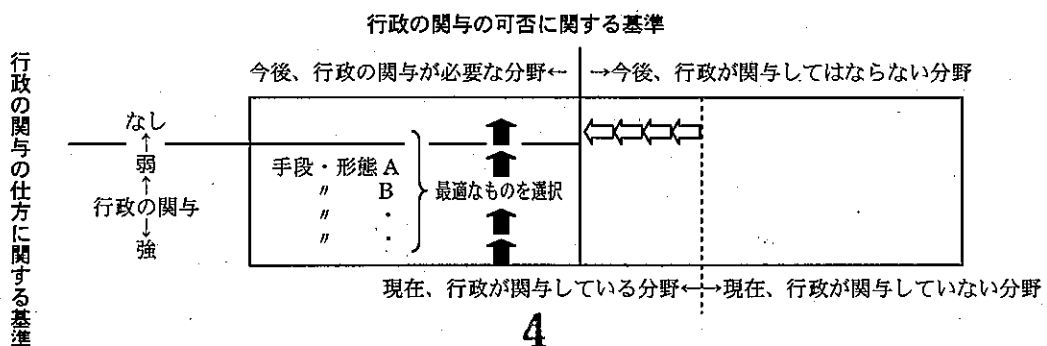 行政の関与の可否に関する基準
行政の関与の仕方に関する基準
今後、行政の関与が必要な分野← →今後、行政が関与してはならない分野
なし
↑
弱
↑
行政の関与
↓
強
手段・形態 A
〃 B
〃 ・
〃 ・
最適なものを選択
現在、行政が関与している分野←→現在、行政が関与していない分野
4